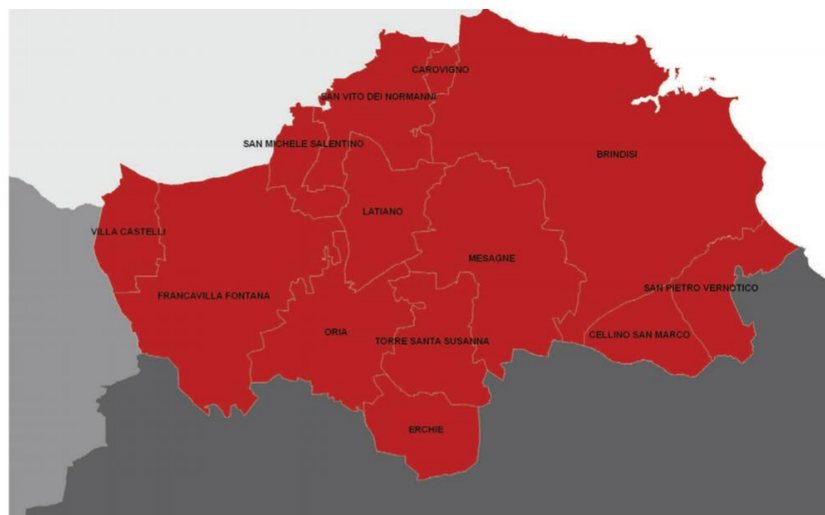 CAROVIGNO
SAN VITO DEI NORMANNI
SAN MICHELE SALENTINO
BRINDISI
LATIANO
VILLA CASTELLI
MESAGNE
SAN PIETRO VERNOTICO
FRANCAVILLA FONTANA
ORIA
CELLINO SAN MARCO
TORRE SANTA SUSANNA
ERCHIE